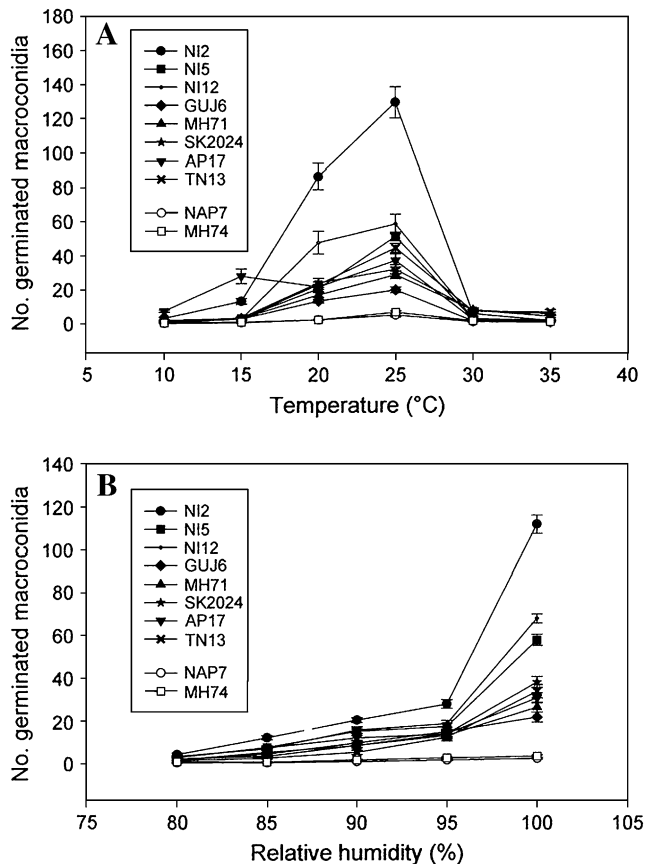 A
No. germinated macroconidia
180
160
140
120
100
80
60
40
20
0
NI2
NI5
NI12
GUJ6
MH71
SK2024
AP17
TN13
NAP7
MH74
5
10
15
20
25
30
35
40
Temperature (°C)
B
No. germinated macroconidia
140
120
100
80
60
40
20
0
NI2
NI5
NI12
GUJ6
MH71
SK2024
AP17
TN13
NAP7
MH74
75
80
85
90
95
100
105
Relative humidity (%)